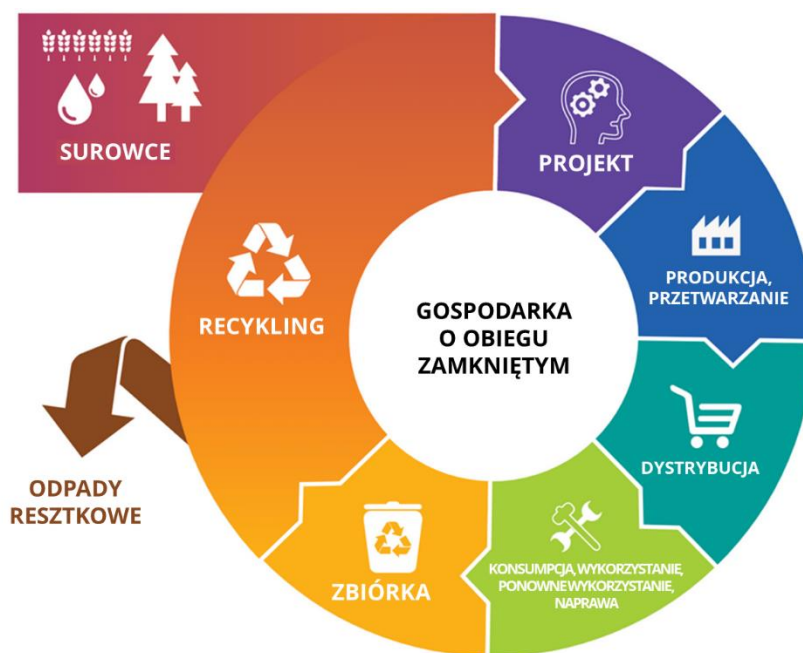 SUROWCE
PROJEKT
PRODUKCJA,
PRZETWARZANIE
DYSTRYBUCJA
KONSUMPCJA, WYKORZYSTANIE,
PONOWNE WYKORZYSTANIE,
NAPRAWA
ZBIÓRKA
RECYKLING
ODPADY
RESZTKOWE
GOSPODARKA
O OBIEGU
ZAMKNIĘTYM